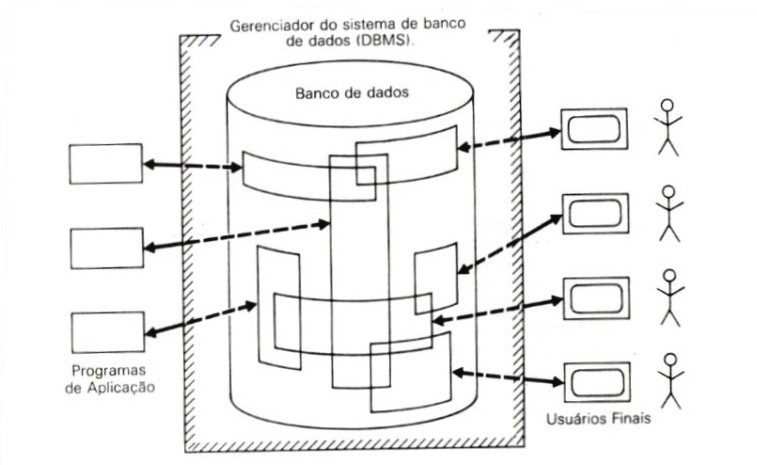 Gerenciador do sistema de banco
de dados (DBMS).
Banco de dados
Programas
de Aplicação
Usuários Finais